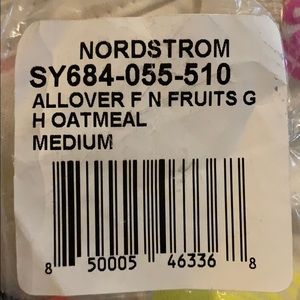 NORDSTROM
SY684-055-510
ALLOVER F N FRUITS G
H OATMEAL
MEDIUM
8 50005 46336 8